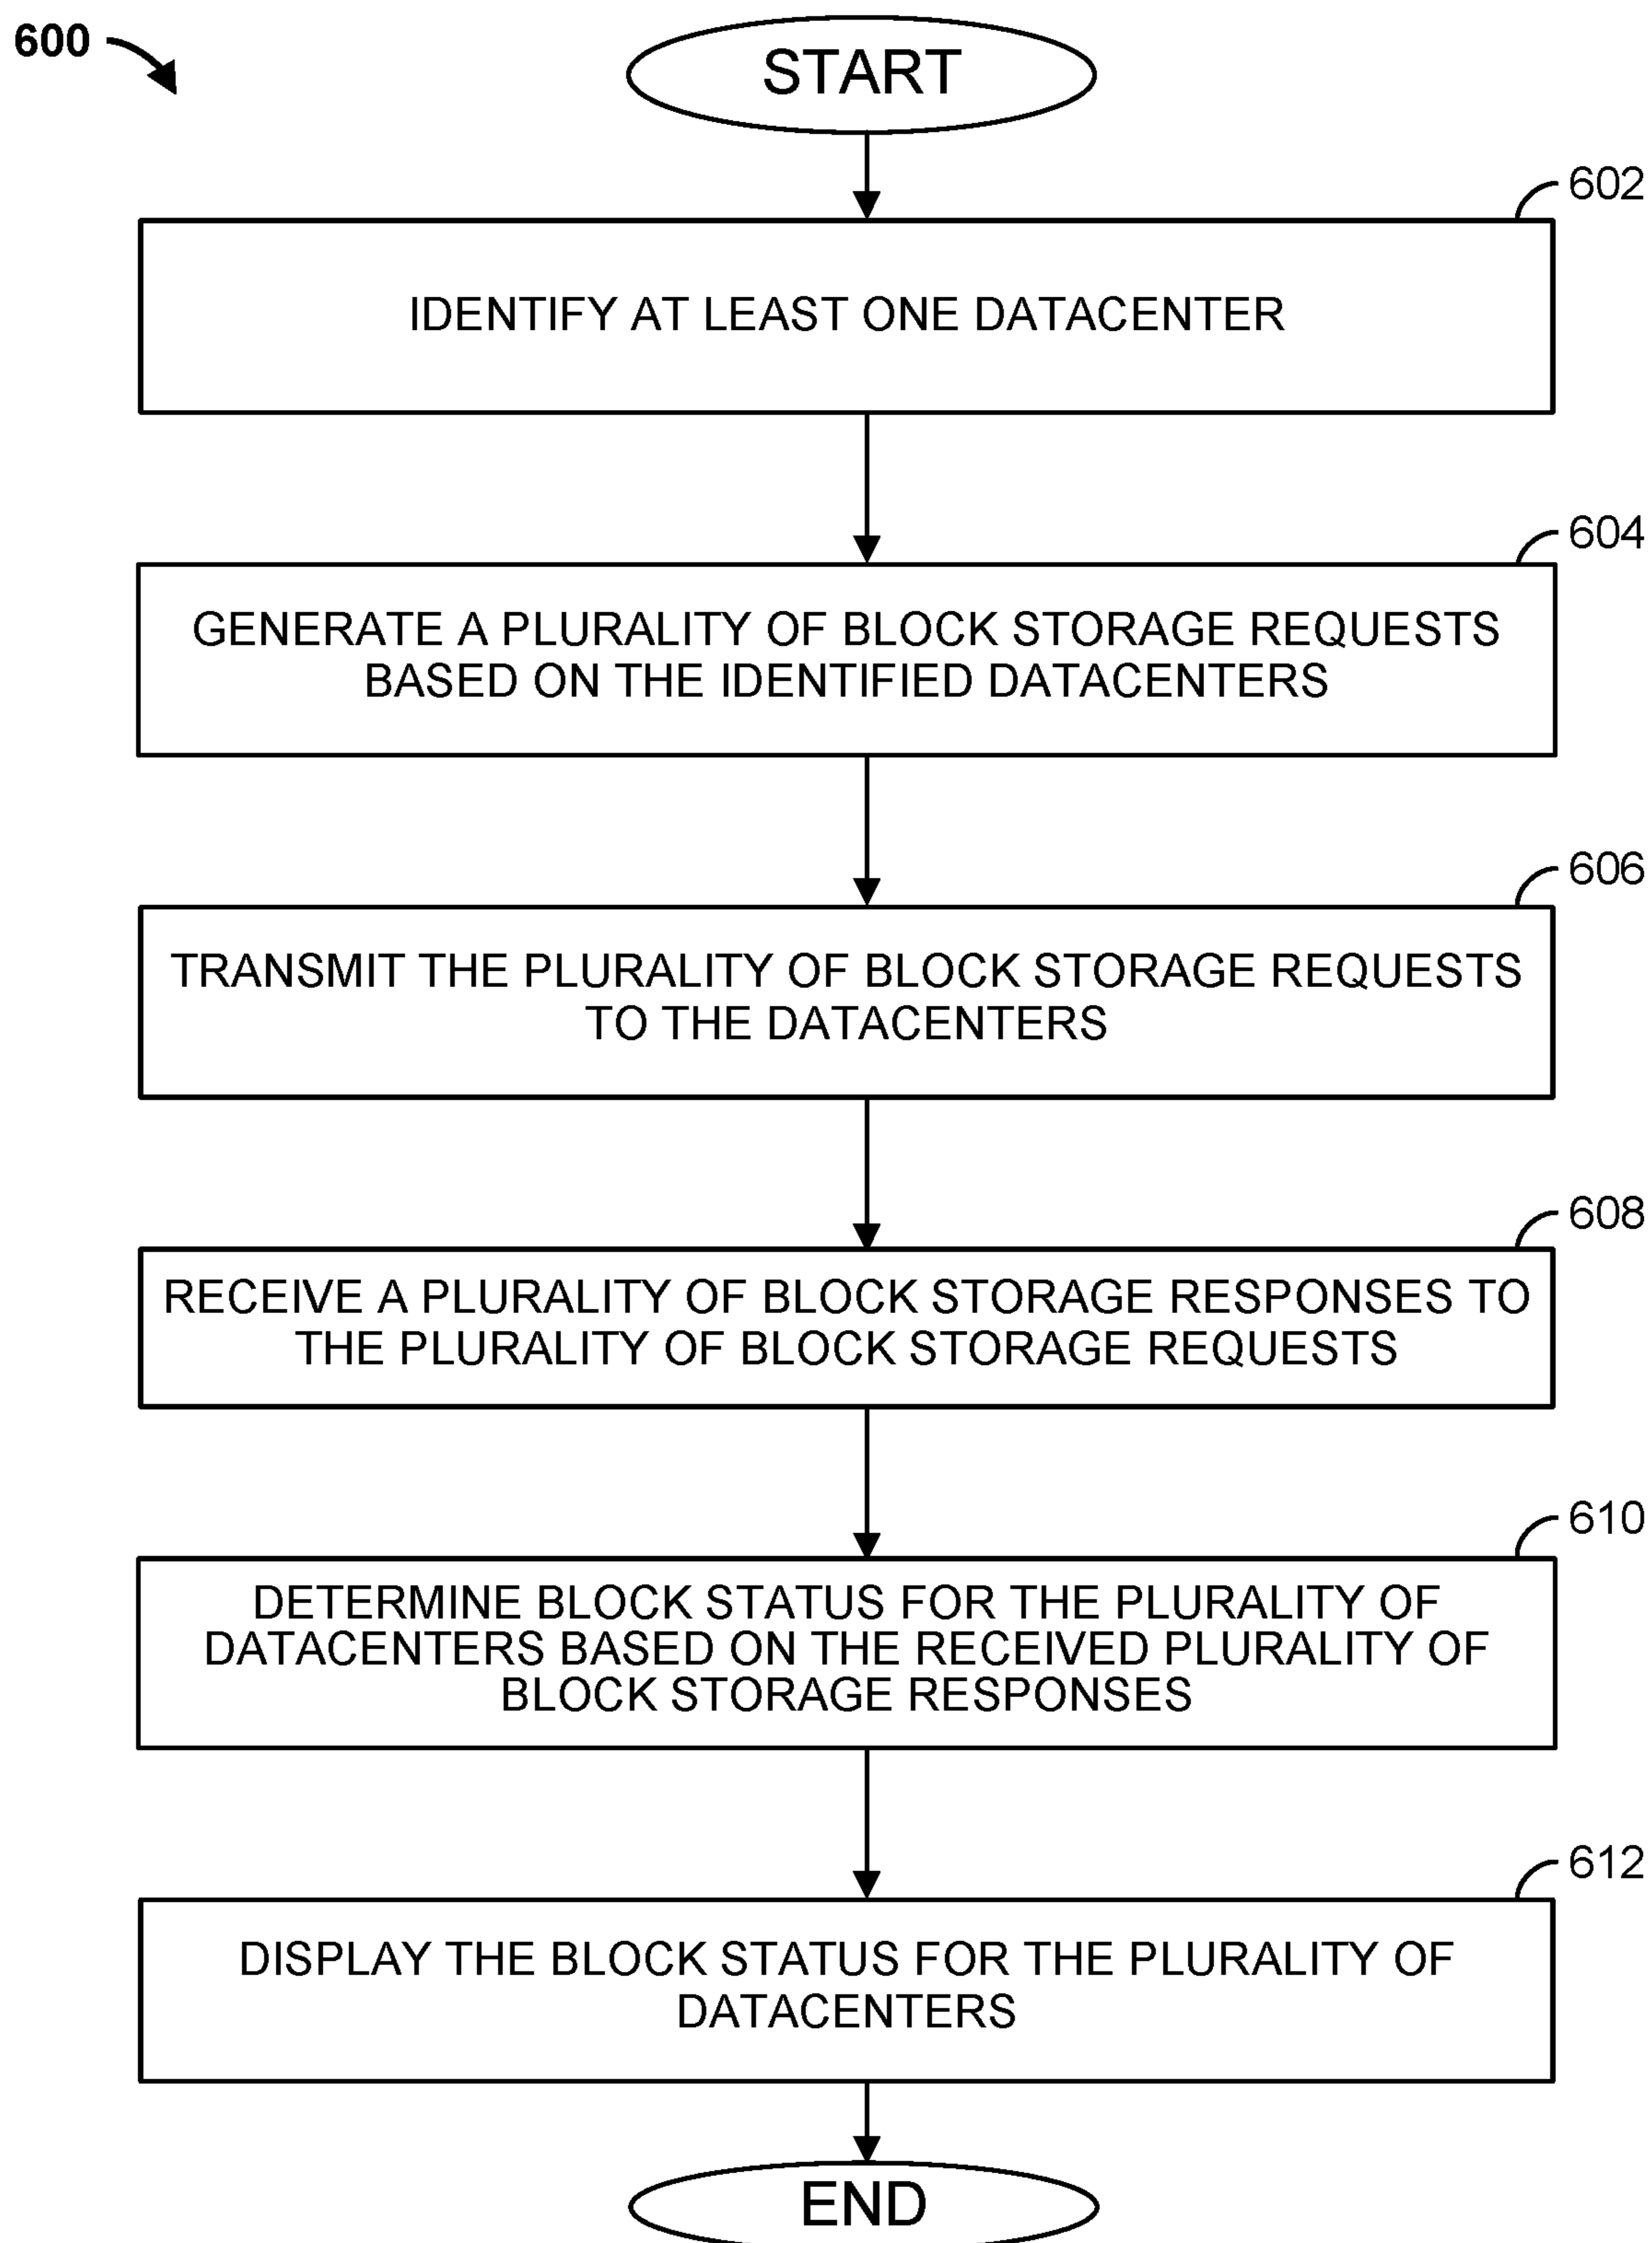 600
START
602
IDENTIFY AT LEAST ONE DATACENTER
604
GENERATE A PLURALITY OF BLOCK STORAGE REQUESTS
BASED ON THE IDENTIFIED DATACENTERS
606
TRANSMIT THE PLURALITY OF BLOCK STORAGE REQUESTS
TO THE DATACENTERS
608
RECEIVE A PLURALITY OF BLOCK STORAGE RESPONSES TO
THE PLURALITY OF BLOCK STORAGE REQUESTS
610
DETERMINE BLOCK STATUS FOR THE PLURALITY OF
DATACENTERS BASED ON THE RECEIVED PLURALITY OF
BLOCK STORAGE RESPONSES
612
DISPLAY THE BLOCK STATUS FOR THE PLURALITY OF
DATACENTERS
END